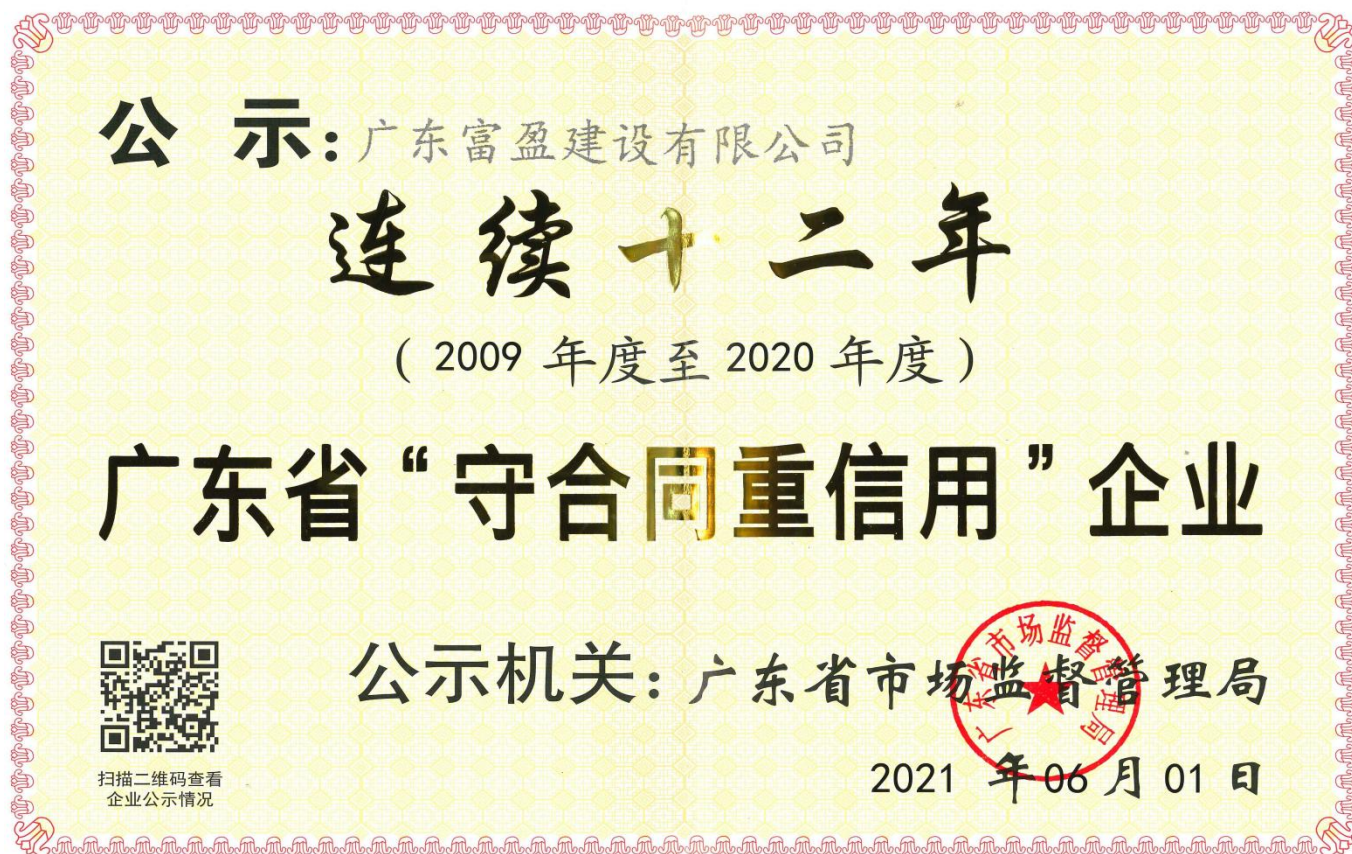 公 示：广东富盈建设有限公司
连续十二年
（2009 年度至 2020 年度）
广东省“守合同重信用”企业
公示机关：广东省市场监督管理局
广东省市场监督管理局
2021 年 06 月 01 日
扫描二维码查看
企业公示情况